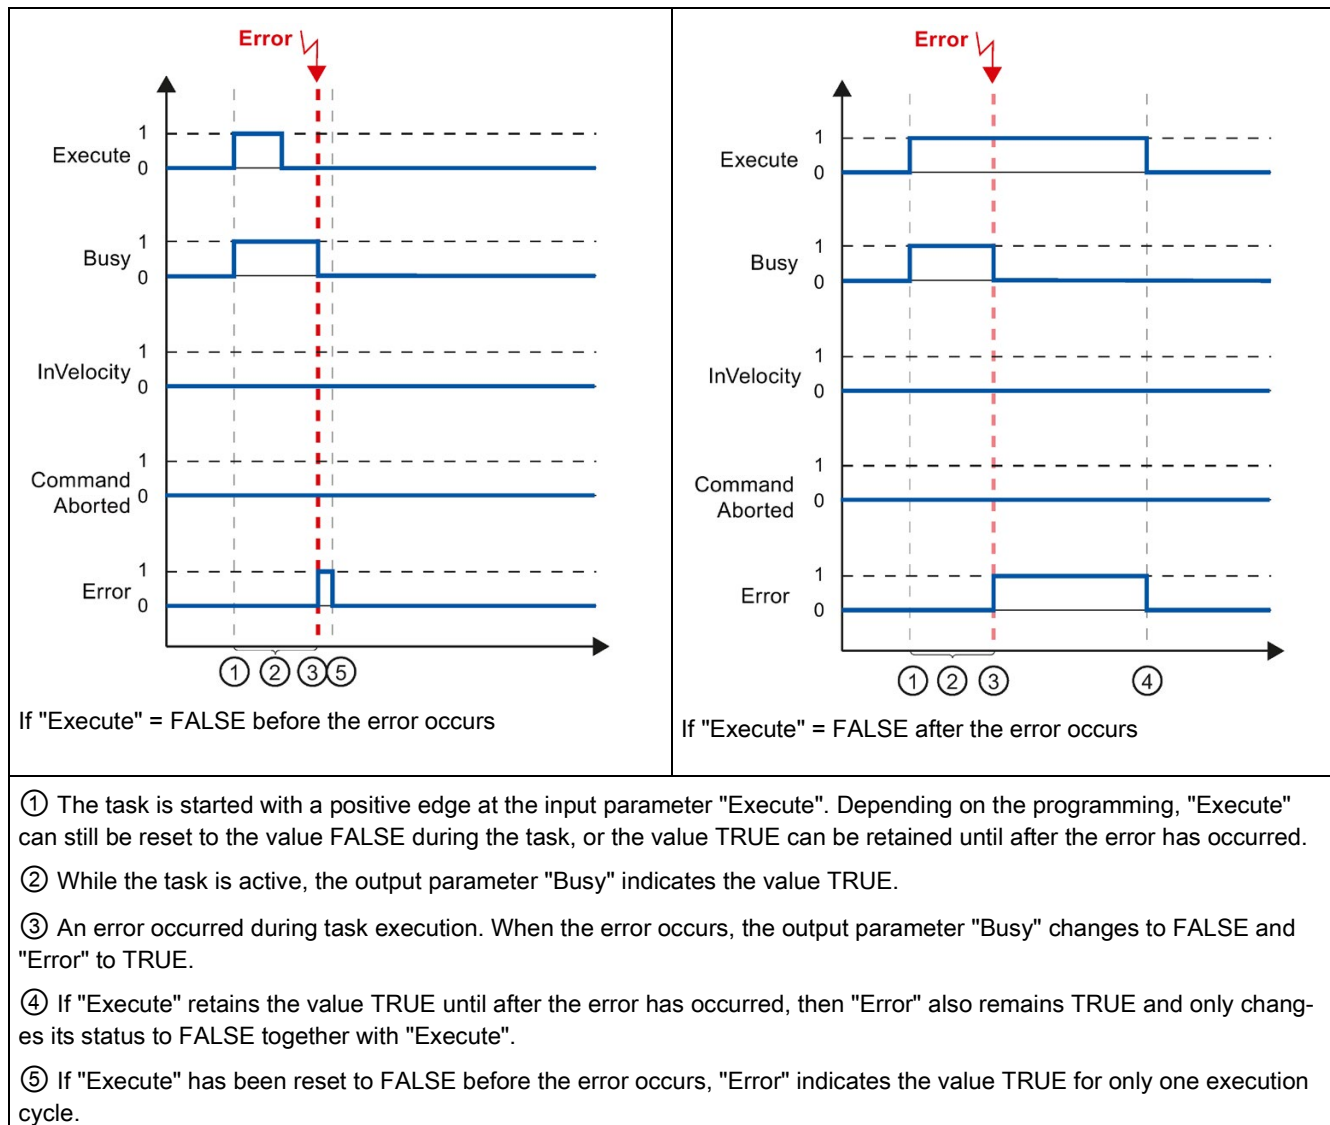 Error
1
Execute
0
1
Busy
0
1
InVelocity
0
1
Command
Aborted
0
1
Error
0
① ② ③ ⑤
If "Execute" = FALSE before the error occurs
Error
1
Execute
0
1
Busy
0
1
InVelocity
0
1
Command
Aborted
0
1
Error
0
① ② ③ ④
If "Execute" = FALSE after the error occurs
① The task is started with a positive edge at the input parameter "Execute". Depending on the programming, "Execute"
can still be reset to the value FALSE during the task, or the value TRUE can be retained until after the error has occurred.
② While the task is active, the output parameter "Busy" indicates the value TRUE.
③ An error occurred during task execution. When the error occurs, the output parameter "Busy" changes to FALSE and
"Error" to TRUE.
④ If "Execute" retains the value TRUE until after the error has occurred, then "Error" also remains TRUE and only chang-
es its status to FALSE together with "Execute".
⑤ If "Execute" has been reset to FALSE before the error occurs, "Error" indicates the value TRUE for only one execution
cycle.